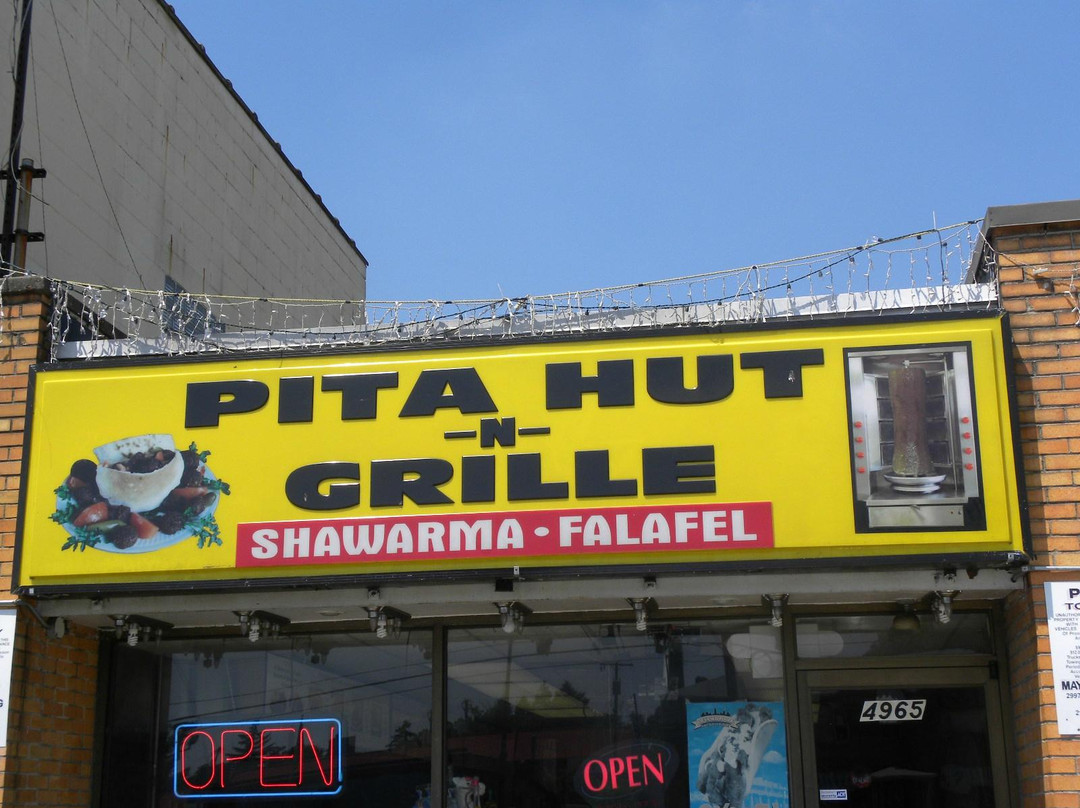 PITA HUT
-N-
GRILLE
SHAWARMA • FALAFEL
4965
OPEN
OPEN